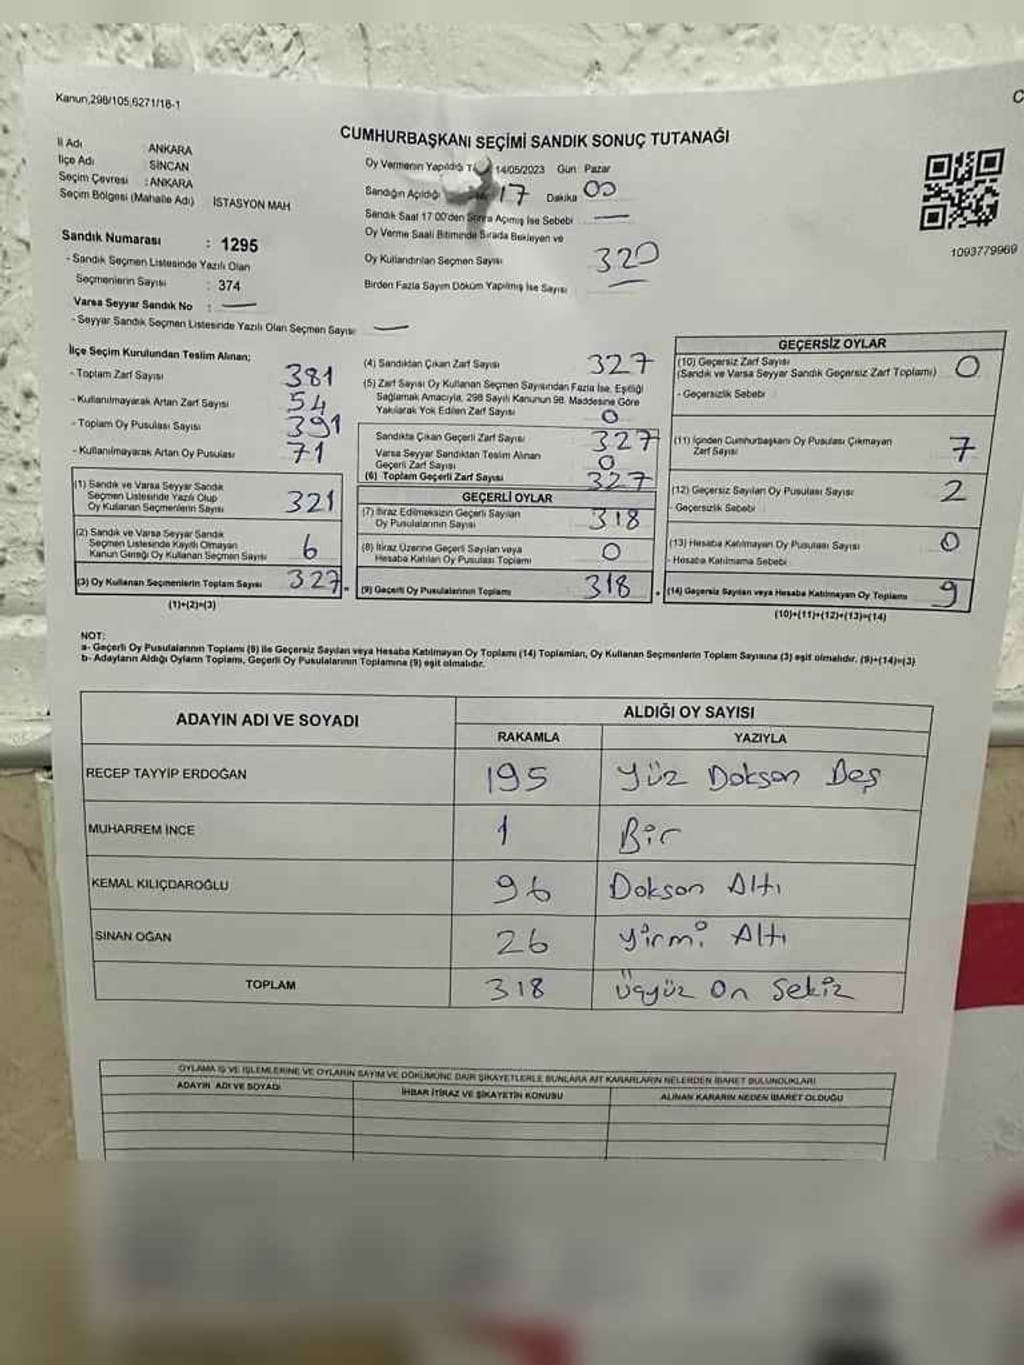 Kanun,298/105,6271/18-1
CUMHURBAŞKANI SEÇİMİ SANDIK SONUÇ TUTANAĞI
İl Adı : ANKARA
İlçe Adı : SİNCAN
Seçim Çevresi : ANKARA
Seçim Bölgesi (Mahalle Adı) İSTASYON MAH
Sandık Numarası : 1295
- Sandık Seçmen Listesinde Yazılı Olan
Seçmenlerin Sayısı : 374
Varsa Seyyar Sandık No : —
- Seyyar Sandık Seçmen Listesinde Yazılı Olan Seçmen Sayısı —
Oy Vermenin Yapıldığı T 14/05/2023 Gün : Pazar
Sandığın Açıldığı 17 Dakika 00
Sandık Saat 17:00'den Sonra Açımış İse Sebebi —
Oy Verme Saati Bitiminde Sırada Bekleyen ve
Oy Kullandırılan Seçmen Sayısı 320
Birden Fazla Sayım Döküm Yapılmış İse Sayısı —
1093779969
İlçe Seçim Kurulundan Teslim Alınan;
- Toplam Zarf Sayısı 381
- Kullanılmayarak Artan Zarf Sayısı 54
- Toplam Oy Pusulası Sayısı 391
- Kullanılmayarak Artan Oy Pusulası 71
(1) Sandık ve Varsa Seyyar Sandık
Seçmen Listesinde Yazılı Olup
Oy Kullanan Seçmenlerin Sayısı 321
(2) Sandık ve Varsa Seyyar Sandık
Seçmen Listesinde Kayıtlı Olmayan
Kanun Gereği Oy Kullanan Seçmen Sayısı 6
(3) Oy Kullanan Seçmenlerin Toplam Sayısı 327
(1)+(2)=(3)
(4) Sandıktan Çıkan Zarf Sayısı 327
(5) Zarf Sayısı Oy Kullanan Seçmen Sayısından Fazla İse, Eşitliği
Sağlamak Amacıyla, 298 Sayılı Kanunun 98. Maddesine Göre
Yakılarak Yok Edilen Zarf Sayısı 0
Sandıkta Çıkan Geçerli Zarf Sayısı 327
Varsa Seyyar Sandıktan Teslim Alınan
Geçerli Zarf Sayısı 0
(6) Toplam Geçerli Zarf Sayısı 327
GEÇERLİ OYLAR
(7) İtiraz Edilmeksizin Geçerli Sayılan
Oy Pusulalarının Sayısı 318
(8) İtiraz Üzerine Geçerli Sayılan veya
Hesaba Katılan Oy Pusulası Toplamı 0
(9) Geçerli Oy Pusulalarının Toplamı 318
GEÇERSİZ OYLAR
(10) Geçersiz Zarf Sayısı
(Sandık ve Varsa Seyyar Sandık Geçersiz Zarf Toplamı) 0
- Geçersizlik Sebebi
(11) İçinden Cumhurbaşkanı Oy Pusulası Çıkmayan
Zarf Sayısı 7
(12) Geçersiz Sayılan Oy Pusulası Sayısı 2
- Geçersizlik Sebebi
(13) Hesaba Katılmayan Oy Pusulası Sayısı 0
- Hesaba Katılmama Sebebi
(14) Geçersiz Sayılan veya Hesaba Katılmayan Oy Toplamı 9
(10)+(11)+(12)+(13)=(14)
NOT:
a- Geçerli Oy Pusulalarının Toplamı (9) ile Geçersiz Sayılan veya Hesaba Katılmayan Oy Toplamı (14) Toplamları, Oy Kullanan Seçmenlerin Toplam Sayısına (3) eşit olmalıdır. (9)+(14)=(3)
b- Adayların Aldığı Oyların Toplamı, Geçerli Oy Pusulalarının Toplamına (9) eşit olmalıdır.
ADAYIN ADI VE SOYADI ALDIĞI OY SAYISI
RAKAMLA YAZIYLA
RECEP TAYYİP ERDOĞAN 195 Yüz Dokson Beş
MUHARREM İNCE 1 Bir
KEMAL KILIÇDAROĞLU 96 Dokson Altı
SİNAN OĞAN 26 Yirmi Altı
TOPLAM 318 Üçyüz On Sekiz
OYLAMA İŞ VE İŞLEMLERİNE VE OYLARIN SAYIM VE DÖKÜMÜNE DAİR ŞİKAYETLERLE BUNLARA AİT KARARLARIN NELERDEN İBARET BULUNDUKLARI
ADAYIN ADI VE SOYADI İHBAR İTİRAZ VE ŞİKAYETİN KONUSU ALINAN KARARIN NEDEN İBARET OLDUĞU